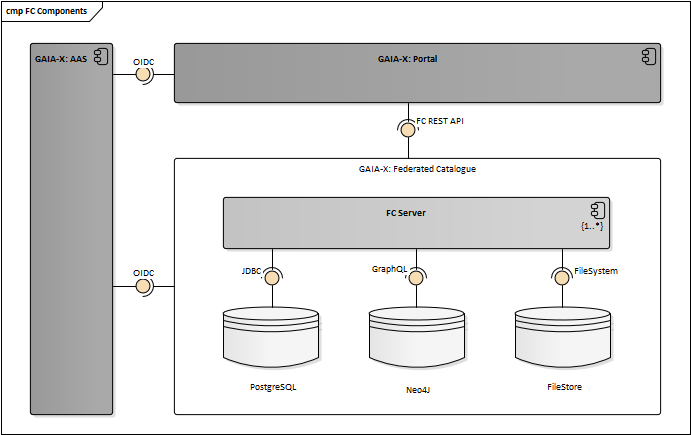 cmp FC Components
GAIA-X: AAS
OIDC
GAIA-X: Portal
FC REST API
GAIA-X: Federated Catalogue
FC Server
{1..*}
OIDC
JDBC
GraphQL
FileSystem
PostgreSQL
Neo4J
FileStore